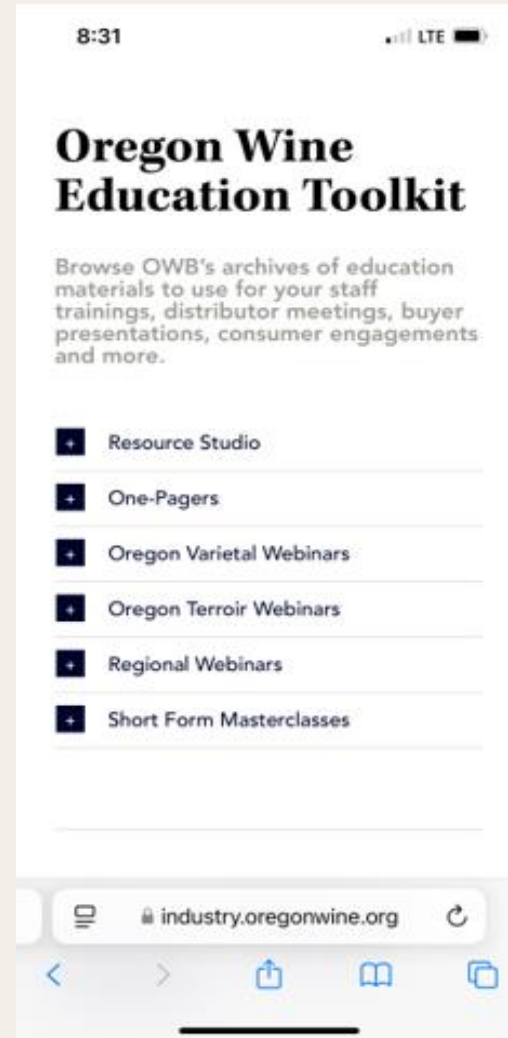 8:31
LTE
Oregon Wine
Education Toolkit
Browse OWB's archives of education
materials to use for your staff
trainings, distributor meetings, buyer
presentations, consumer engagements
and more.
+ Resource Studio
+ One-Pagers
+ Oregon Varietal Webinars
+ Oregon Terroir Webinars
+ Regional Webinars
+ Short Form Masterclasses
industry.oregonwine.org